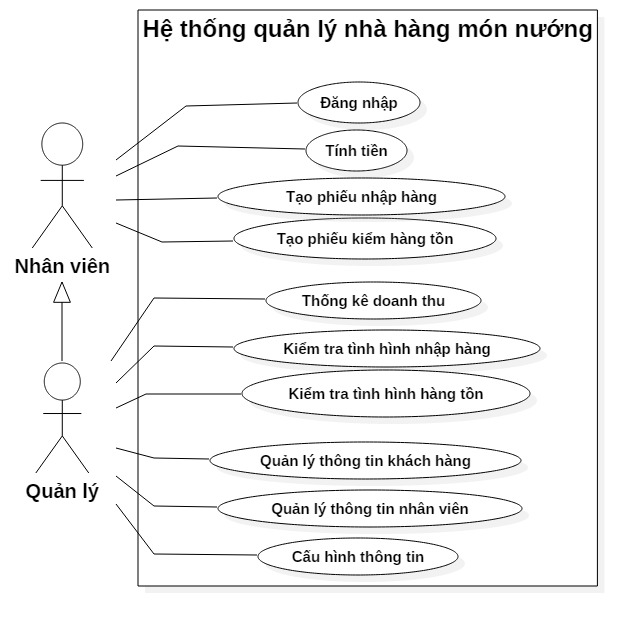 Hệ thống quản lý nhà hàng món nướng
Đăng nhập
Tính tiền
Tạo phiếu nhập hàng
Tạo phiếu kiểm hàng tồn
Nhân viên
Thống kê doanh thu
Kiểm tra tình hình nhập hàng
Kiểm tra tình hình hàng tồn
Quản lý thông tin khách hàng
Quản lý
Quản lý thông tin nhân viên
Cấu hình thông tin